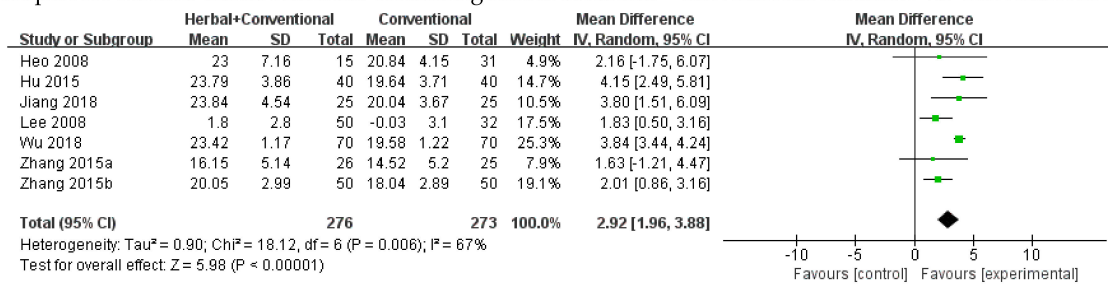 Herbal+Conventional Conventional Mean Difference Mean Difference
Study or Subgroup Mean SD Total Mean SD Total Weight IV, Random, 95% CI IV, Random, 95% CI
Heo 2008 23 7.16 15 20.84 4.15 31 4.9% 2.16 [-1.75, 6.07]
Hu 2015 23.79 3.86 40 19.64 3.71 40 14.7% 4.15 [2.49, 5.81]
Jiang 2018 23.84 4.54 25 20.04 3.67 25 10.5% 3.80 [1.51, 6.09]
Lee 2008 1.8 2.8 50 -0.03 3.1 32 17.5% 1.83 [0.50, 3.16]
Wu 2018 23.42 1.17 70 19.58 1.22 70 25.3% 3.84 [3.44, 4.24]
Zhang 2015a 16.15 5.14 26 14.52 5.2 25 7.9% 1.63 [-1.21, 4.47]
Zhang 2015b 20.05 2.99 50 18.04 2.89 50 19.1% 2.01 [0.86, 3.16]
Total (95% CI) 276 273 100.0% 2.92 [1.96, 3.88]
Heterogeneity: Tau² = 0.90; Chi² = 18.12, df = 6 (P = 0.006); I² = 67%
Test for overall effect: Z = 5.98 (P < 0.00001)
-10 -5 0 5 10
Favours [control] Favours [experimental]